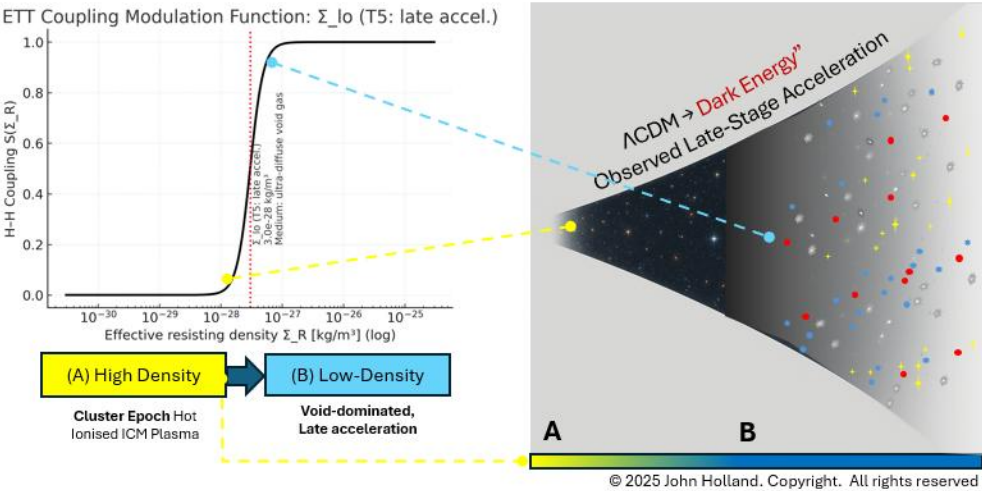 ETT Coupling Modulation Function: Σ_lo (T5: late accel.)
H–H Coupling S(Σ_R)
1.0
0.8
0.6
0.4
0.2
0.0
Σ_lo (T5: late accel.)
3.0e-28 kg/m³
Medium: ultra-diffuse void gas
10⁻³⁰
10⁻²⁹
10⁻²⁸
10⁻²⁷
10⁻²⁶
10⁻²⁵
Effective resisting density Σ_R [kg/m³] (log)
(A) High Density
(B) Low-Density
Cluster Epoch Hot
Ionised ICM Plasma
Void-dominated,
Late acceleration
ΛCDM → Dark Energy”
Observed Late-Stage Acceleration
A
B
© 2025 John Holland. Copyright. All rights reserved